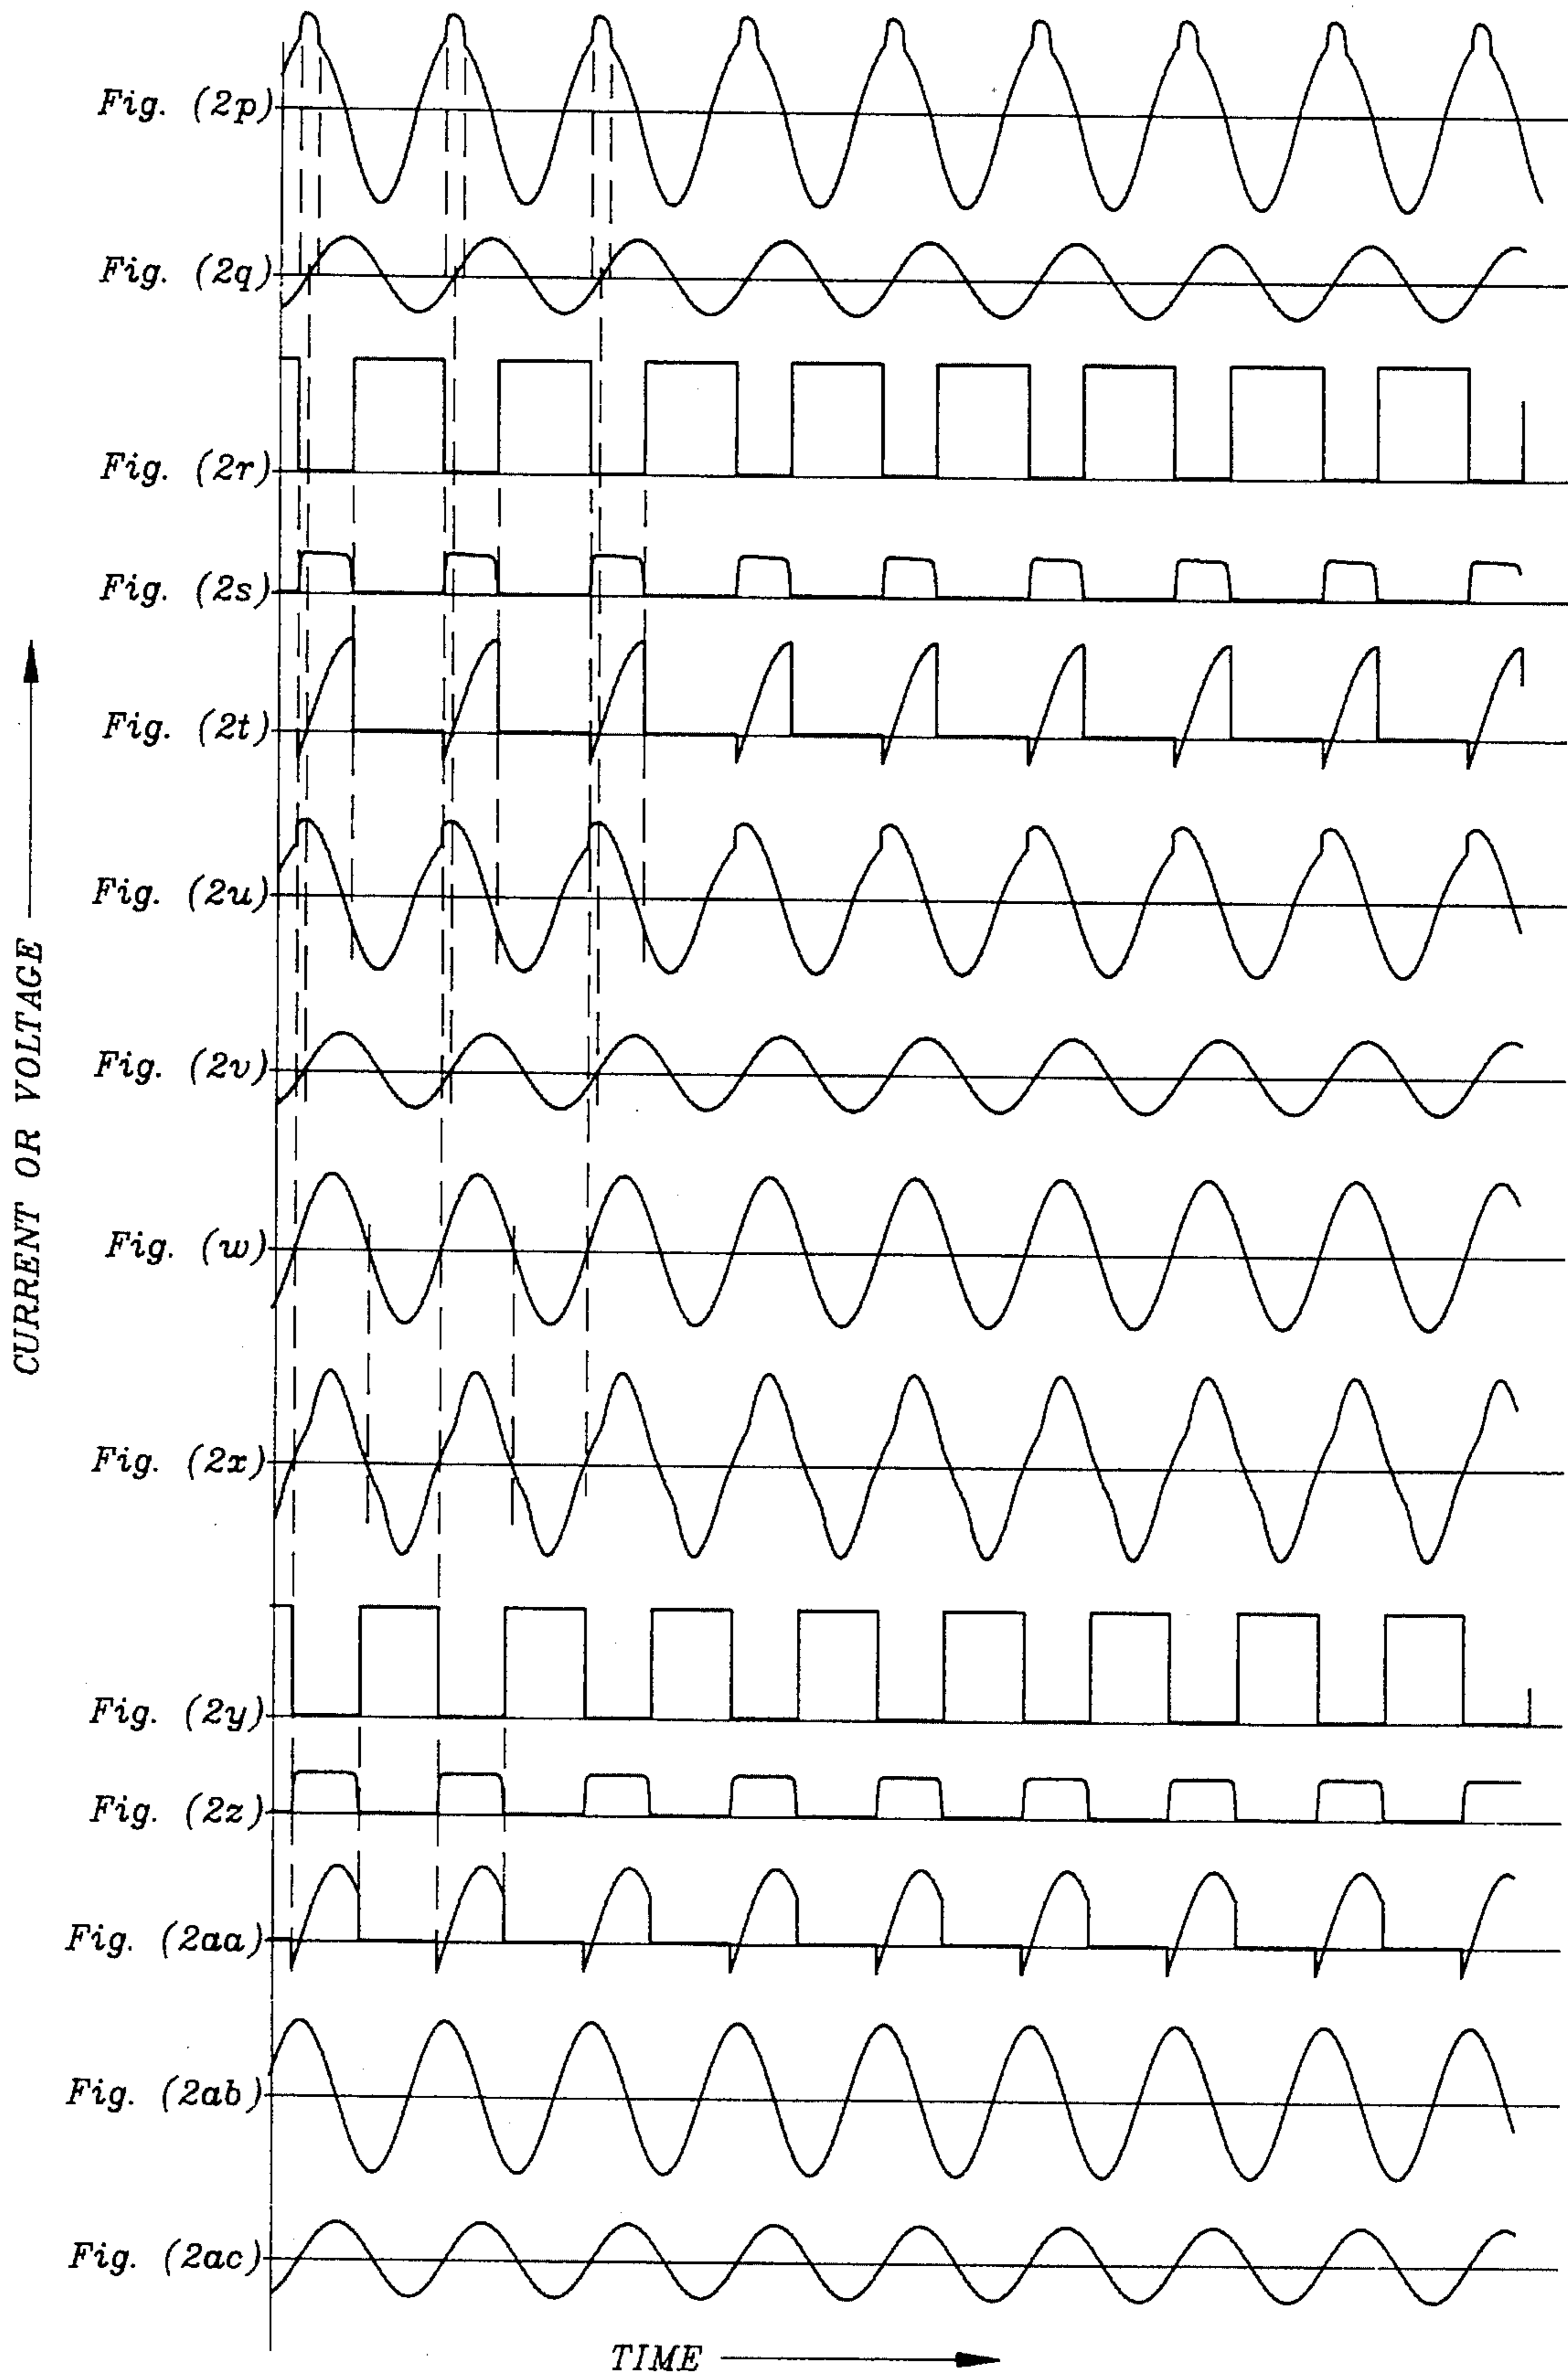 Fig. (2p)
Fig. (2q)
Fig. (2r)
Fig. (2s)
Fig. (2t)
Fig. (2u)
Fig. (2v)
Fig. (w)
Fig. (2x)
Fig. (2y)
Fig. (2z)
Fig. (2aa)
Fig. (2ab)
Fig. (2ac)
CURRENT OR VOLTAGE
TIME